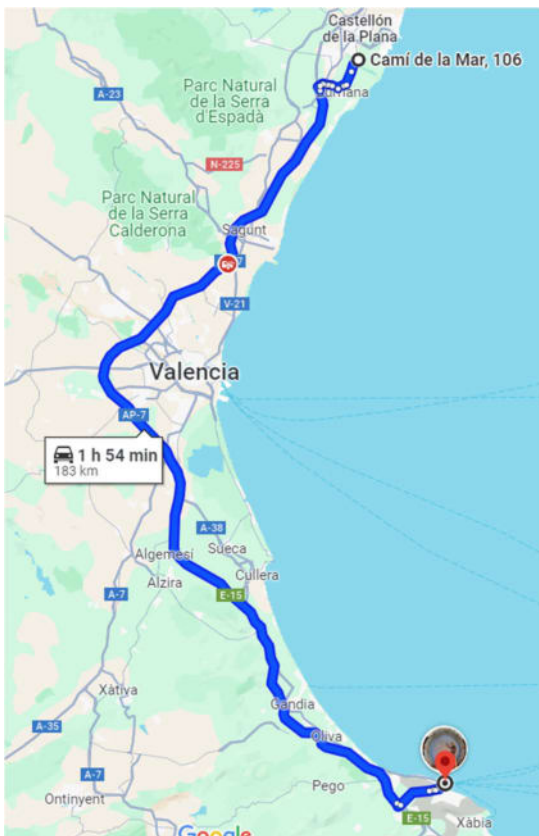 Castellón
de la Plana
Camí de la Mar, 106
Parc Natural
de la Serra
d'Espadà
A-23
N-225
Parc Natural
de la Serra
Calderona
Sagunt
V-21
Valencia
AP-7
1 h 54 min
183 km
A-38
Sueca
Algemesí
Cullera
Alzira
E-15
A-7
Xàtiva
Gandia
A-35
Oliva
A-7
Pego
Ontinyent
E-15
Xàbia
Google